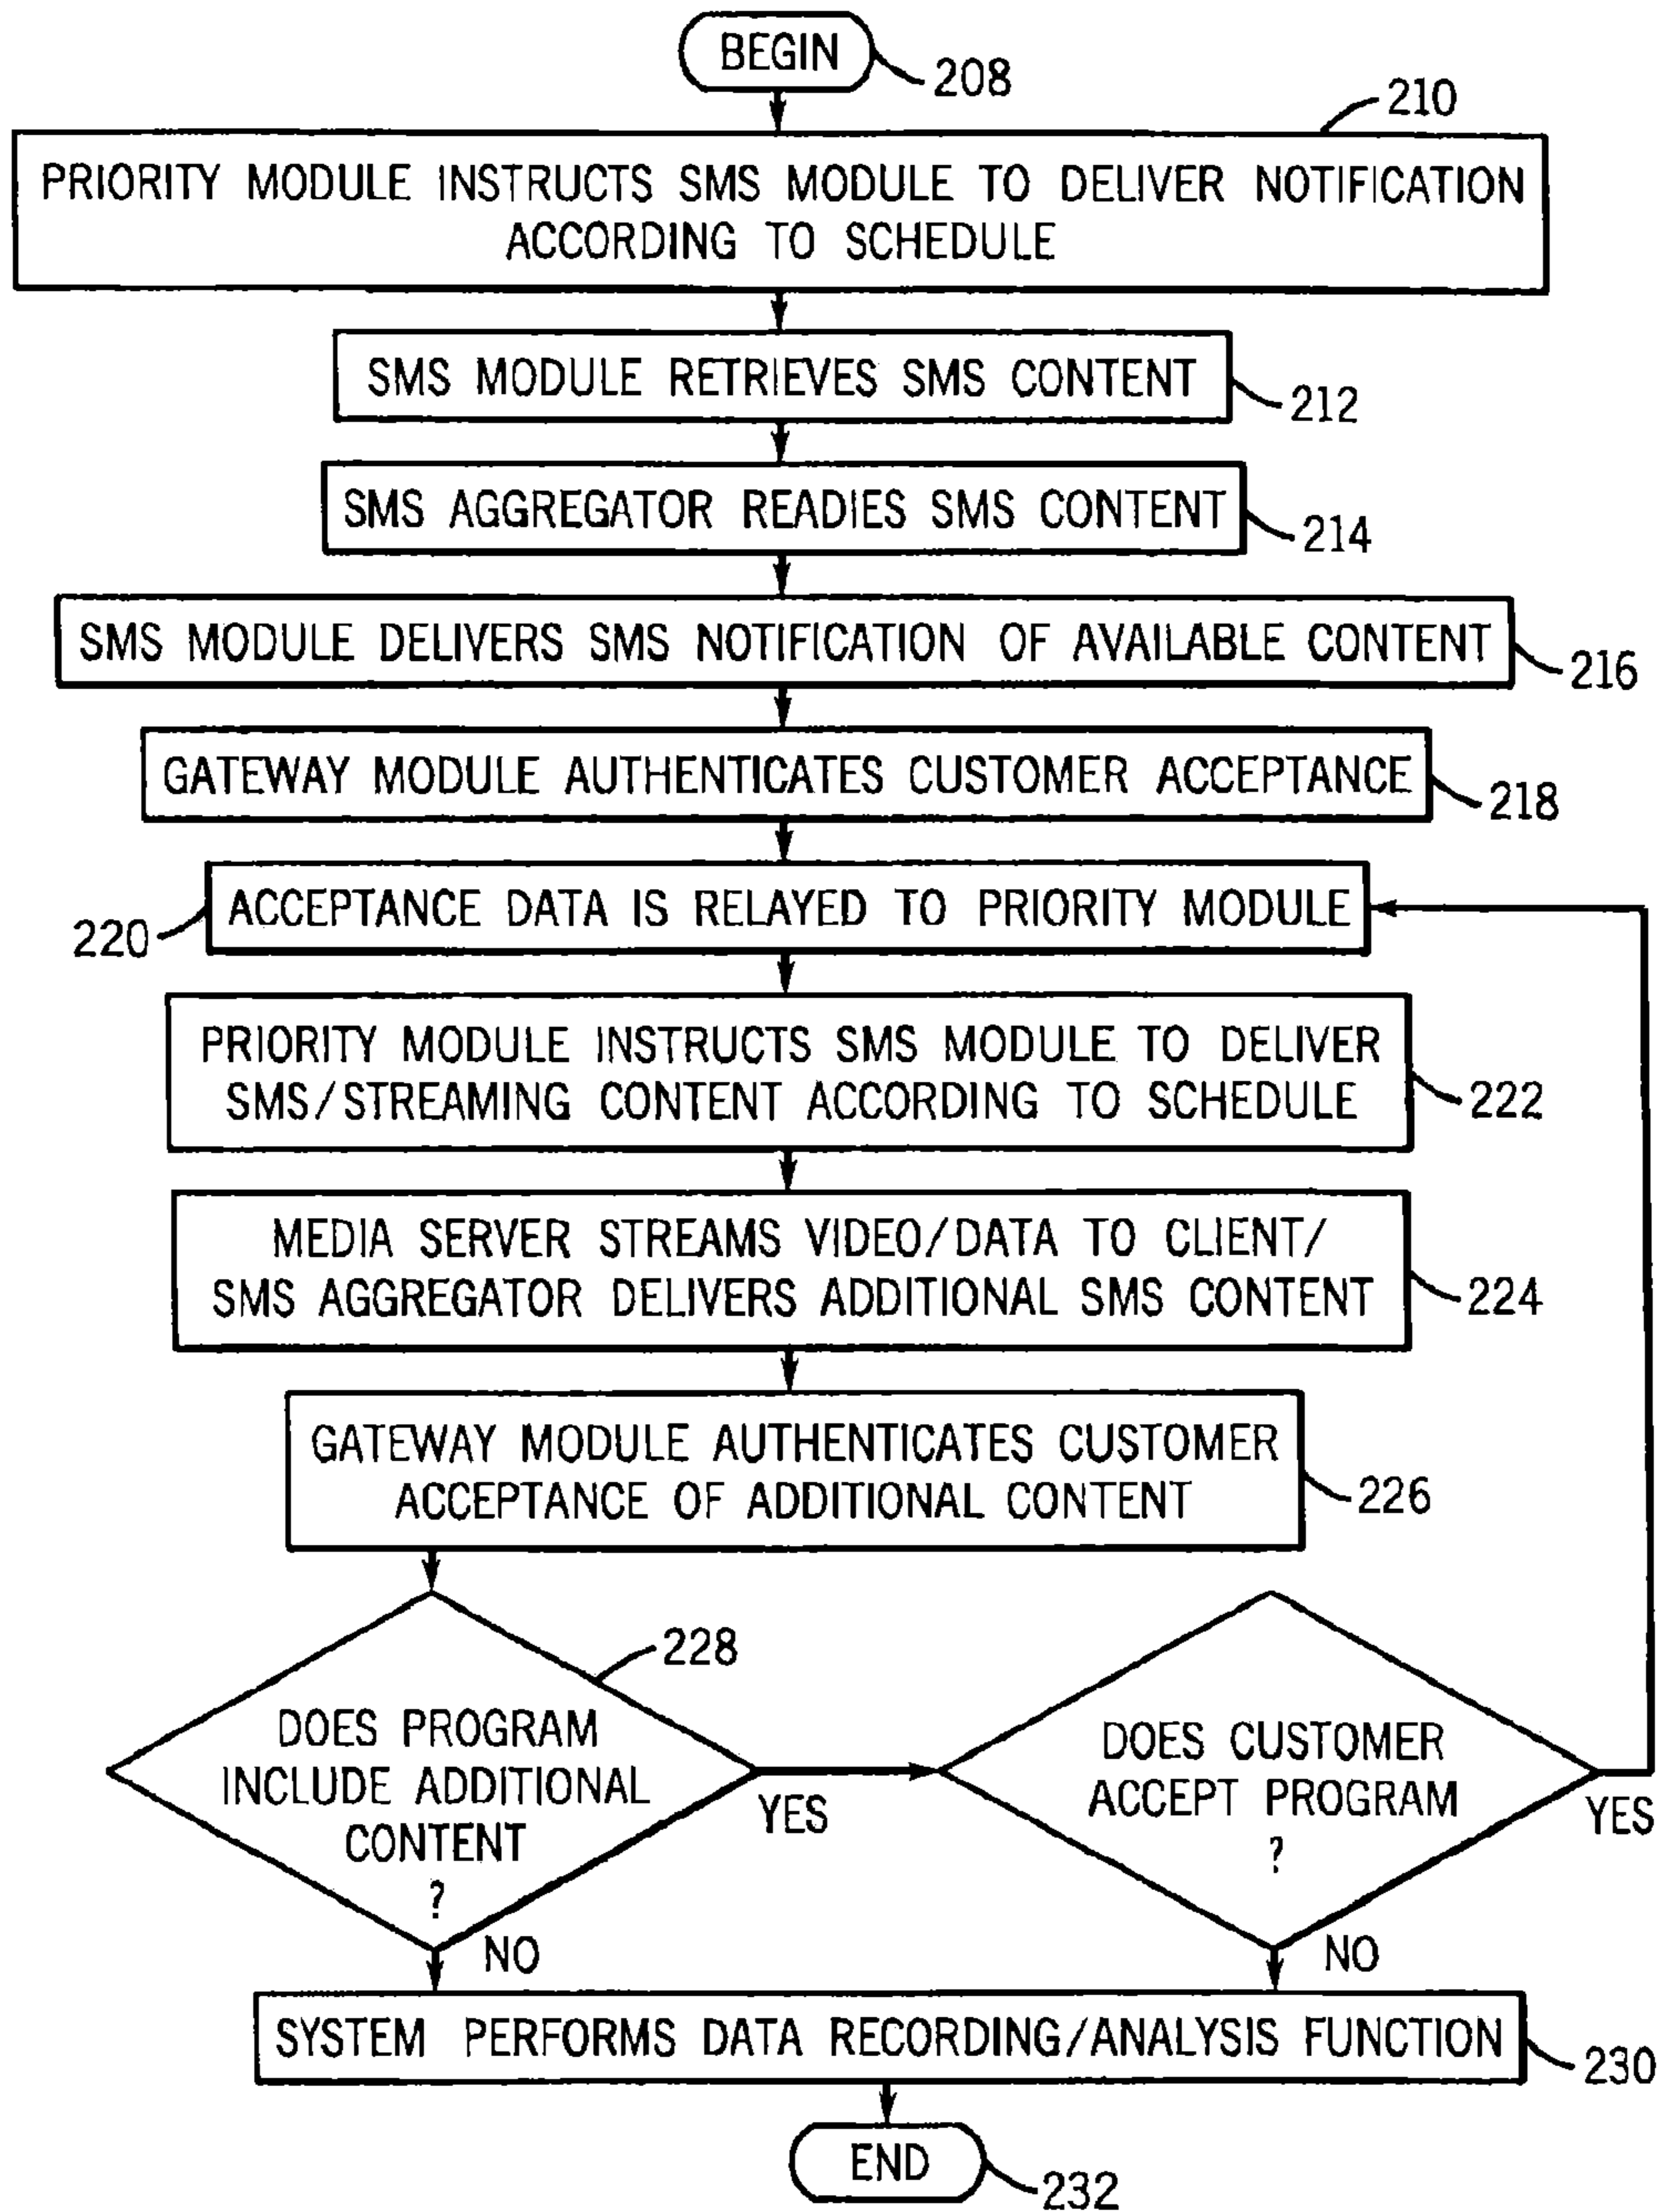 BEGIN
208
210
PRIORITY MODULE INSTRUCTS SMS MODULE TO DELIVER NOTIFICATION
ACCORDING TO SCHEDULE
SMS MODULE RETRIEVES SMS CONTENT
212
SMS AGGREGATOR READIES SMS CONTENT
214
SMS MODULE DELIVERS SMS NOTIFICATION OF AVAILABLE CONTENT
216
GATEWAY MODULE AUTHENTICATES CUSTOMER ACCEPTANCE
218
ACCEPTANCE DATA IS RELAYED TO PRIORITY MODULE
220
PRIORITY MODULE INSTRUCTS SMS MODULE TO DELIVER
SMS/STREAMING CONTENT ACCORDING TO SCHEDULE
222
MEDIA SERVER STREAMS VIDEO/DATA TO CLIENT/
SMS AGGREGATOR DELIVERS ADDITIONAL SMS CONTENT
224
GATEWAY MODULE AUTHENTICATES CUSTOMER
ACCEPTANCE OF ADDITIONAL CONTENT
226
228
DOES PROGRAM
INCLUDE ADDITIONAL
CONTENT
?
YES
NO
DOES CUSTOMER
ACCEPT PROGRAM
?
YES
NO
SYSTEM PERFORMS DATA RECORDING/ANALYSIS FUNCTION
230
END
232